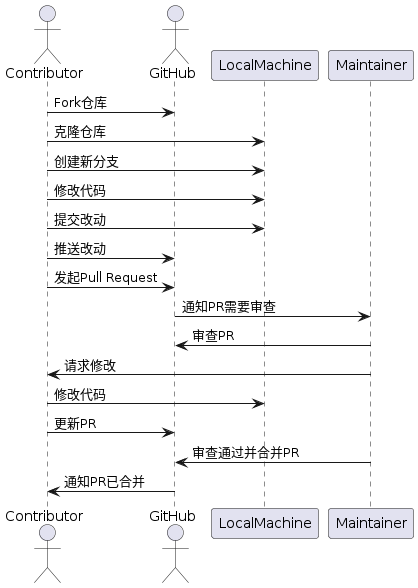 Contributor
GitHub
LocalMachine
Maintainer
Fork仓库
克隆仓库
创建新分支
修改代码
提交改动
推送改动
发起Pull Request
通知PR需要审查
审查PR
请求修改
修改代码
更新PR
审查通过并合并PR
通知PR已合并
Contributor
GitHub
LocalMachine
Maintainer